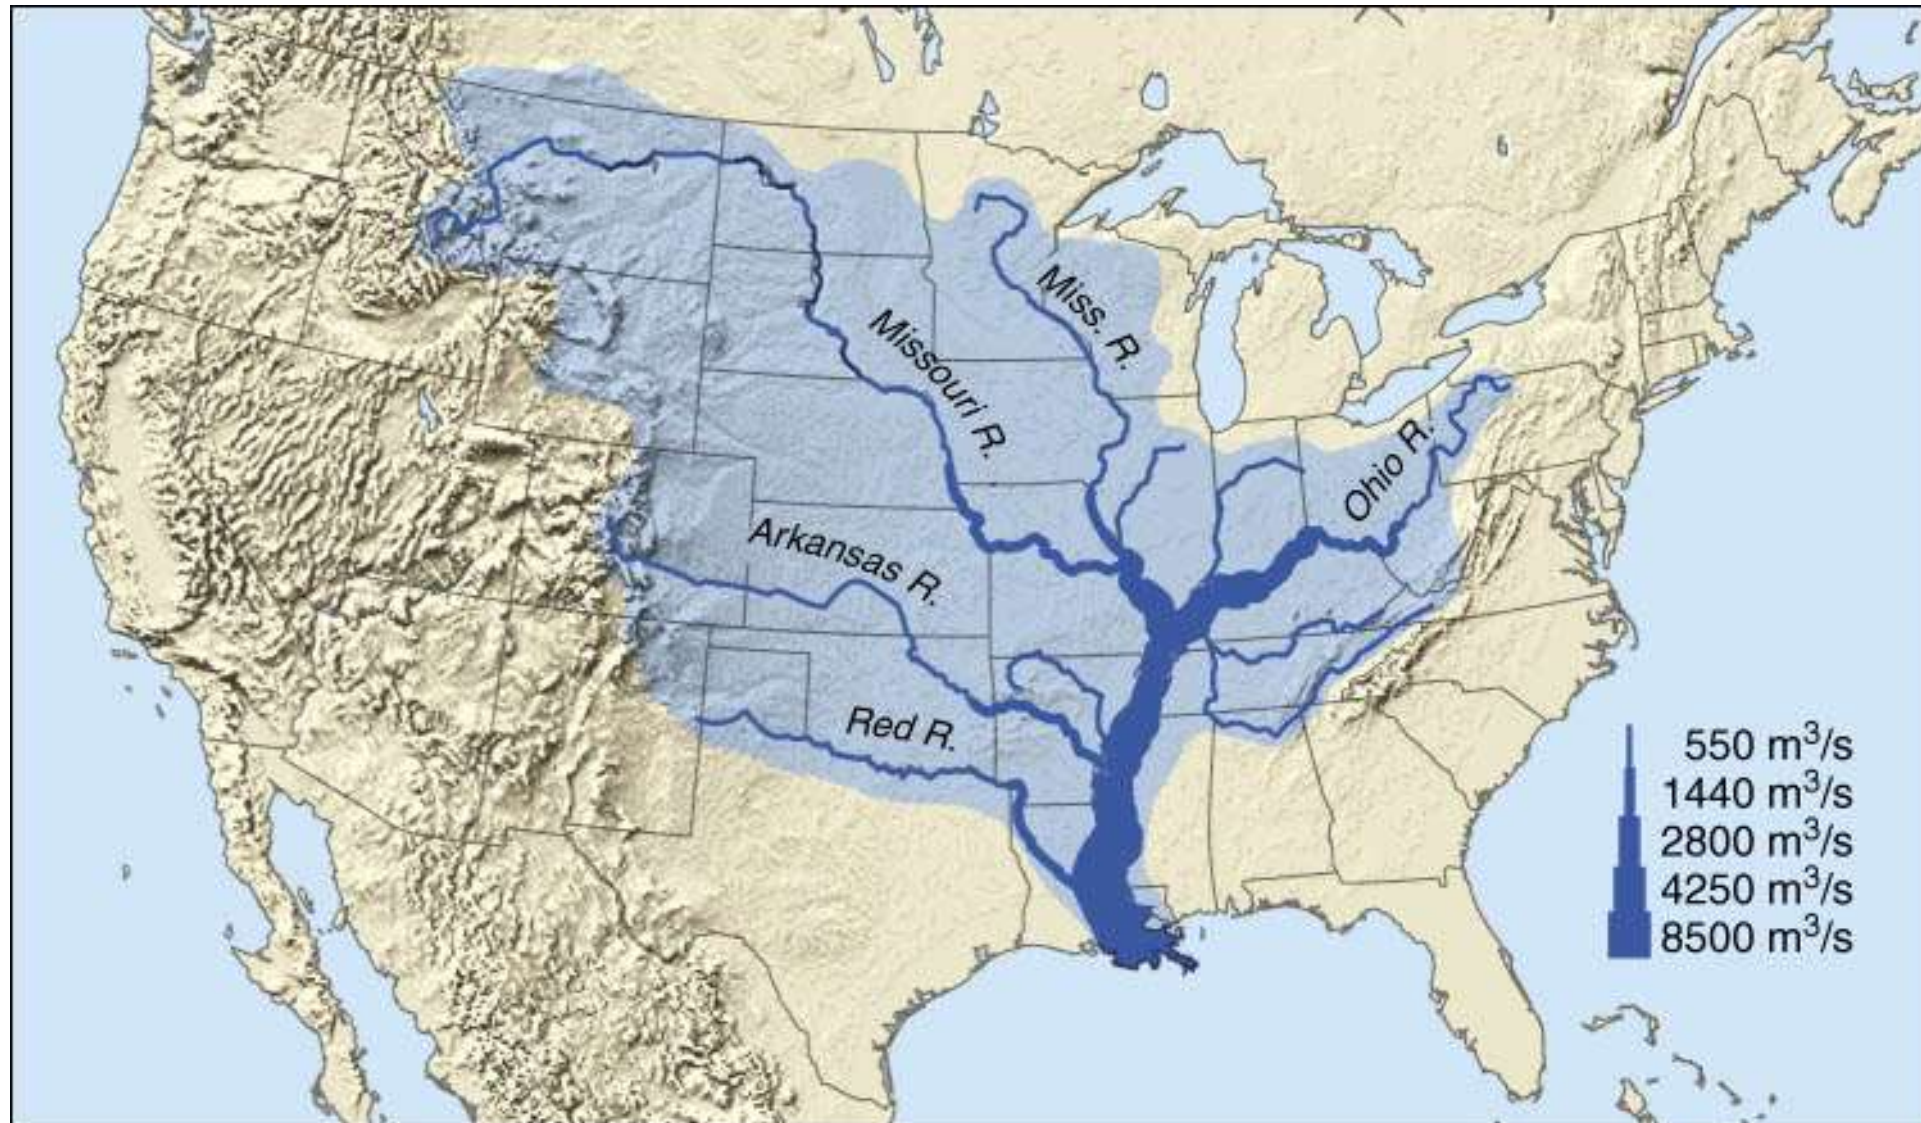 Miss. R.
Missouri R.
Ohio R.
Arkansas R.
Red R.
550 m³/s
1440 m³/s
2800 m³/s
4250 m³/s
8500 m³/s